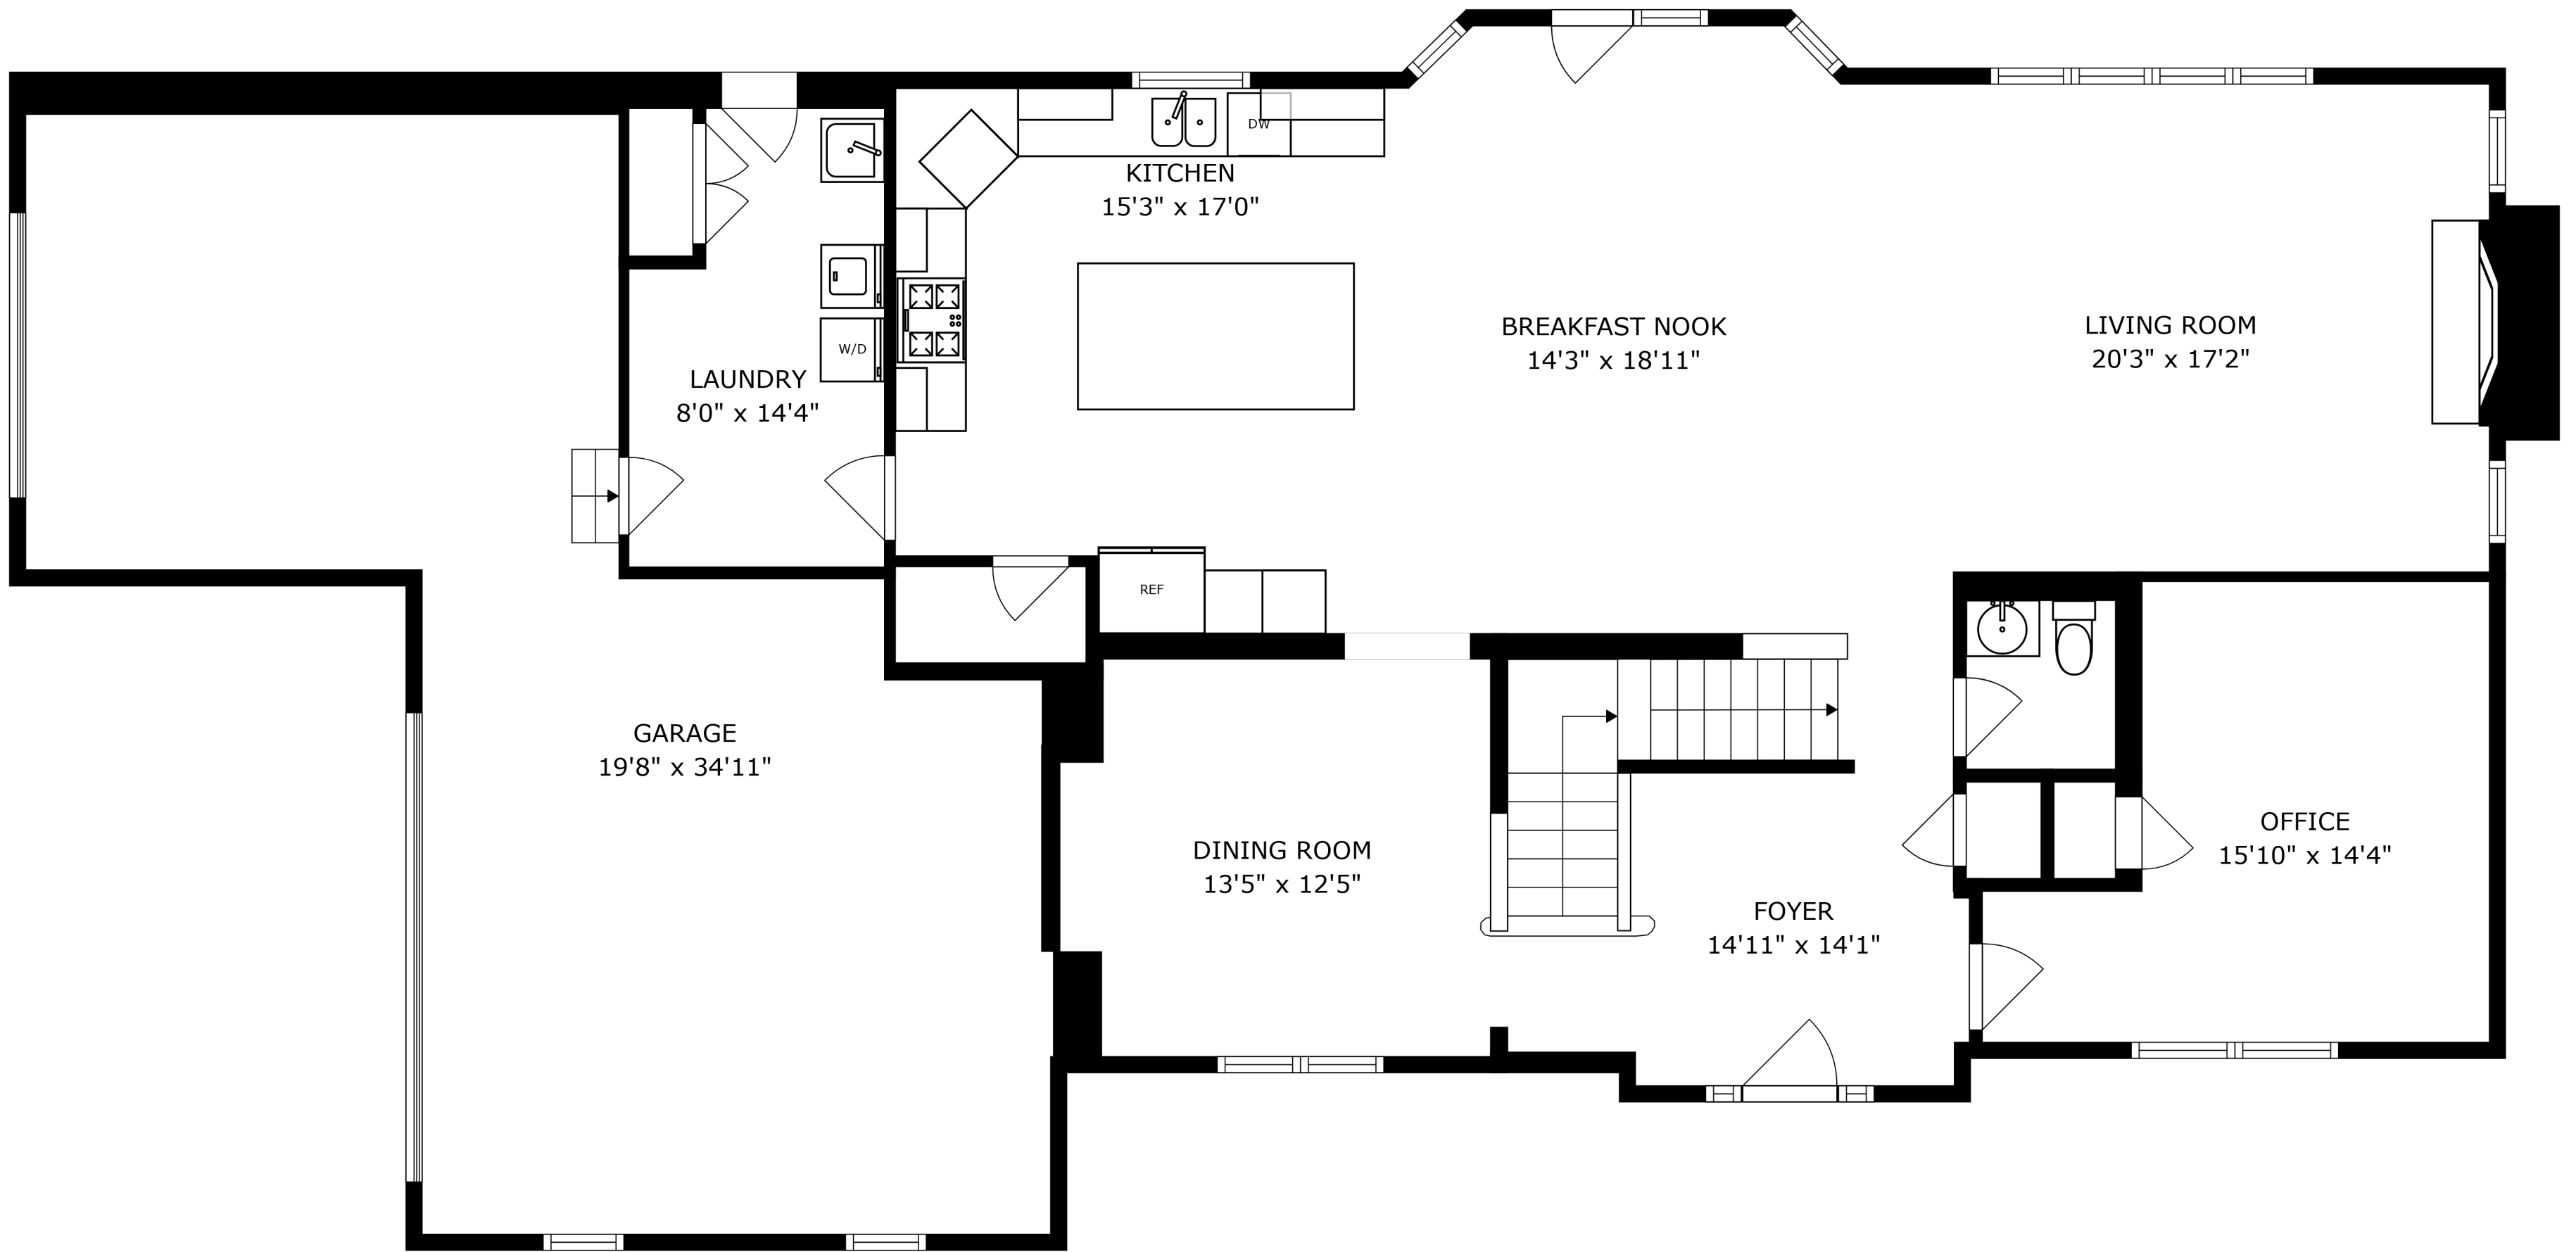 DW
KITCHEN
15'3" x 17'0"
BREAKFAST NOOK
14'3" x 18'11"
LIVING ROOM
20'3" x 17'2"
W/D
LAUNDRY
8'0" x 14'4"
REF
GARAGE
19'8" x 34'11"
DINING ROOM
13'5" x 12'5"
OFFICE
15'10" x 14'4"
FOYER
14'11" x 14'1"